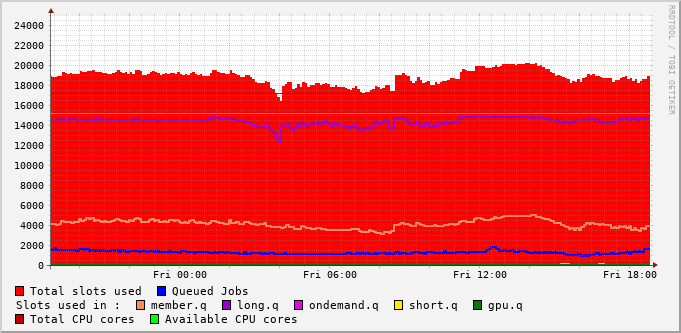 RRDTOOL / TOBI OETIKER
24000
22000
20000
18000
16000
14000
12000
10000
8000
6000
4000
2000
0
Fri 00:00 Fri 06:00 Fri 12:00 Fri 18:00
Total slots used Queued Jobs
Slots used in : member.q long.q ondemand.q short.q gpu.q
Total CPU cores Available CPU cores